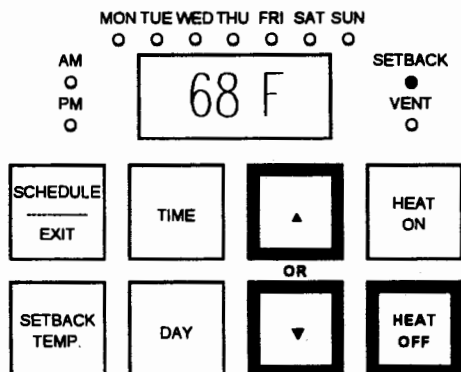 MON TUE WED THU FRI SAT SUN
AM
PM
68 F
SETBACK
VENT
SCHEDULE
EXIT
TIME
▲
HEAT
ON
OR
SETBACK
TEMP.
DAY
▼
HEAT
OFF